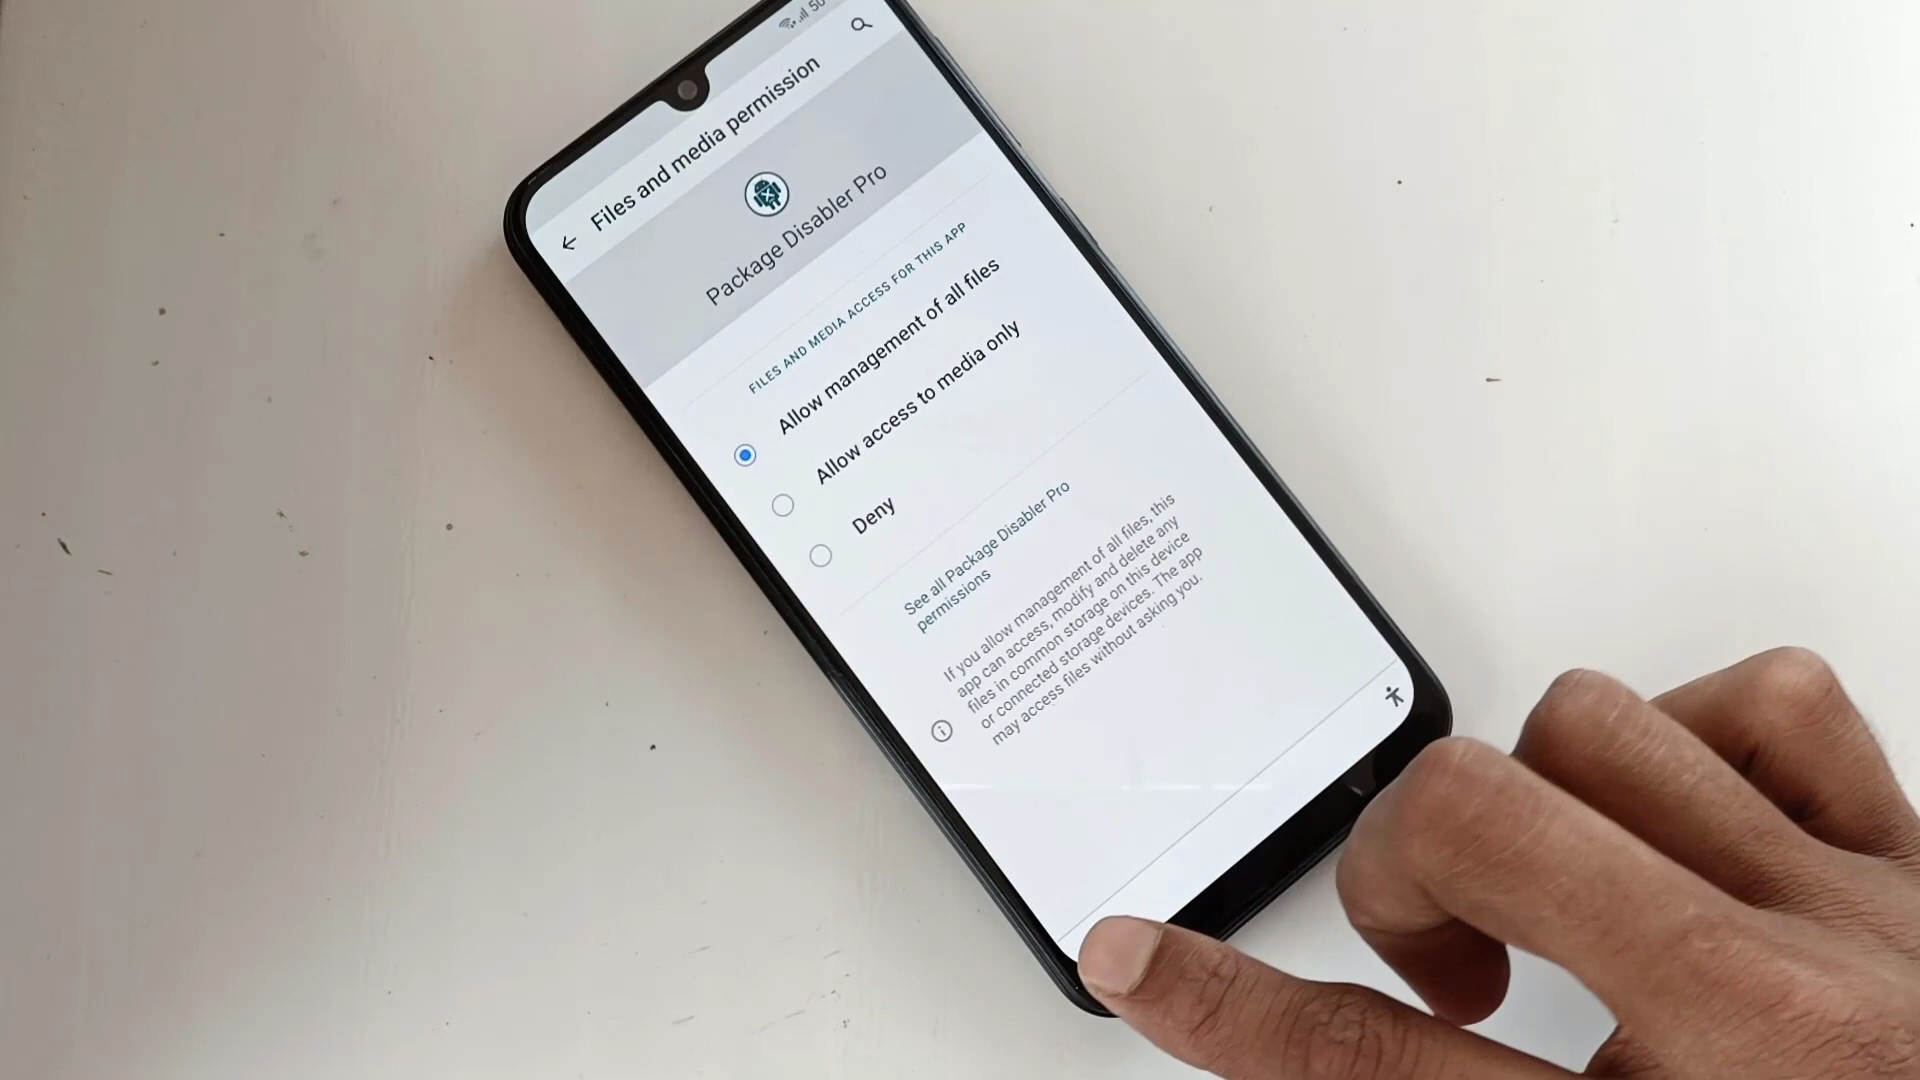 50
Files and media permission
Package Disabler Pro
FILES AND MEDIA ACCESS FOR THIS APP
Allow management of all files
Allow access to media only
Deny
See all Package Disabler Pro
permissions
If you allow management of all files, this
app can access, modify and delete any
files in common storage on this device
or connected storage devices. The app
may access files without asking you.